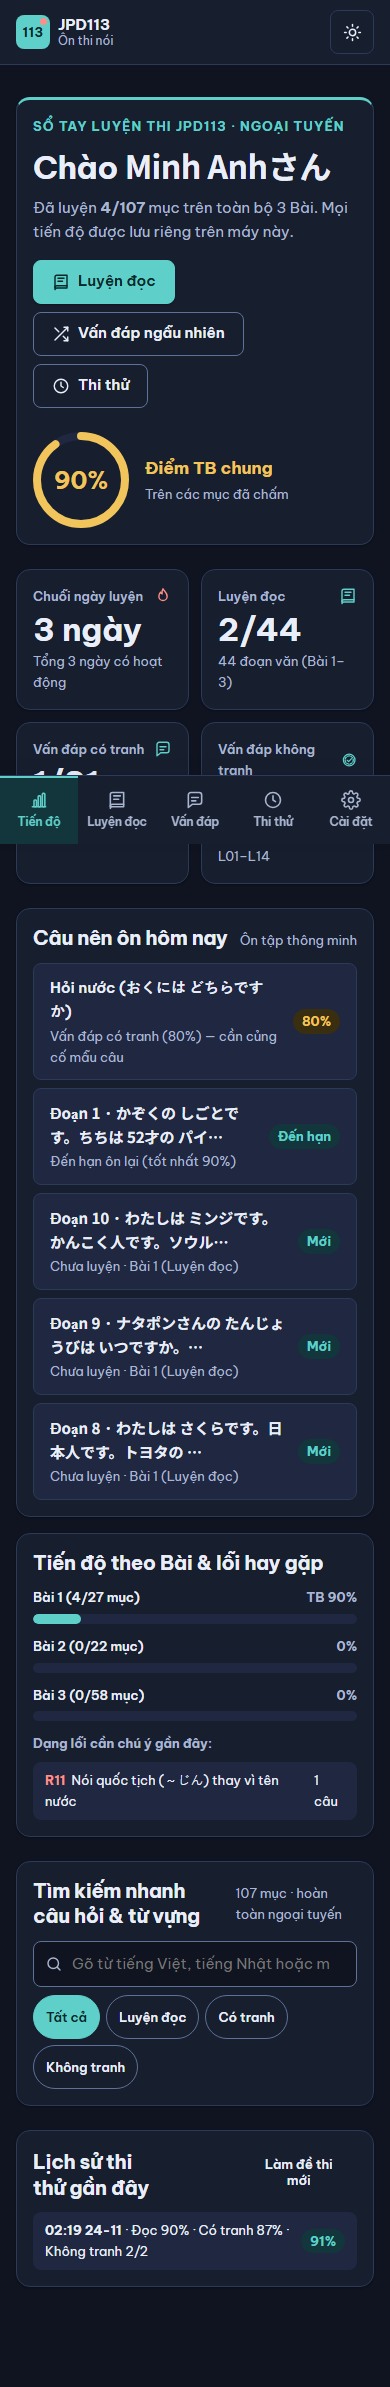 113
JPD113
Ôn thi nói
SỔ TAY LUYỆN THI JPD113 · NGOẠI TUYẾN
Chào Minh Anhさん
Đã luyện 4/107 mục trên toàn bộ 3 Bài. Mọi
tiến độ được lưu riêng trên máy này.
Luyện đọc
Vấn đáp ngẫu nhiên
Thi thử
90%
Điểm TB chung
Trên các mục đã chấm
Chuỗi ngày luyện
3 ngày
Tổng 3 ngày có hoạt
động
Luyện đọc
2/44
44 đoạn văn (Bài 1–
3)
Vấn đáp có tranh
Vấn đáp không
tranh
Tiến độ
Luyện đọc
Vấn đáp
Thi thử
Cài đặt
L01–L14
Câu nên ôn hôm nay
Ôn tập thông minh
Hỏi nước (おくには どちらです
か)
Vấn đáp có tranh (80%) — cần củng
cố mẫu câu
80%
Đoạn 1 · かぞくの しごとで
す。ちちは 52才の パイ…
Đến hạn ôn lại (tốt nhất 90%)
Đến hạn
Đoạn 10 · わたしは ミンジです。
かんこく人です。ソウル…
Chưa luyện · Bài 1 (Luyện đọc)
Mới
Đoạn 9 · ナタポンさんの たんじょ
うびは いつですか。…
Chưa luyện · Bài 1 (Luyện đọc)
Mới
Đoạn 8 · わたしは さくらです。日
本人です。トヨタの …
Chưa luyện · Bài 1 (Luyện đọc)
Mới
Tiến độ theo Bài & lỗi hay gặp
Bài 1 (4/27 mục)
TB 90%
Bài 2 (0/22 mục)
0%
Bài 3 (0/58 mục)
0%
Dạng lỗi cần chú ý gần đây:
R11 Nói quốc tịch (～じん) thay vì tên
nước
1
câu
Tìm kiếm nhanh
câu hỏi & từ vựng
107 mục · hoàn
toàn ngoại tuyến
Gõ từ tiếng Việt, tiếng Nhật hoặc m
Tất cả
Luyện đọc
Có tranh
Không tranh
Lịch sử thi
thử gần đây
Làm đề thi
mới
02:19 24-11 · Đọc 90% · Có tranh 87% ·
Không tranh 2/2
91%